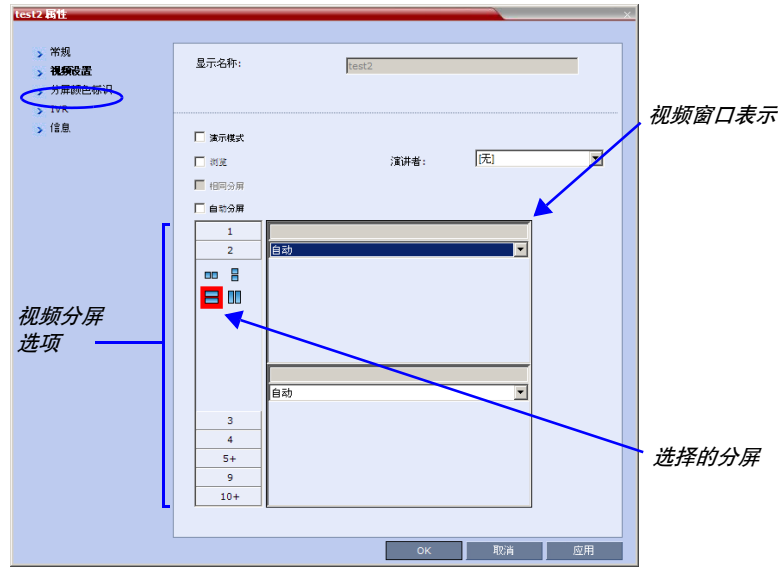 test2 属性
常规
视频设置
分屏颜色标识
IVR
信息
显示名称:
test2
演示模式
浏览
演讲者:
[无]
相同分屏
自动分屏
1
2
自动
自动
3
4
5+
9
10+
OK
取消
应用
视频窗口表示
视频分屏
选项
选择的分屏